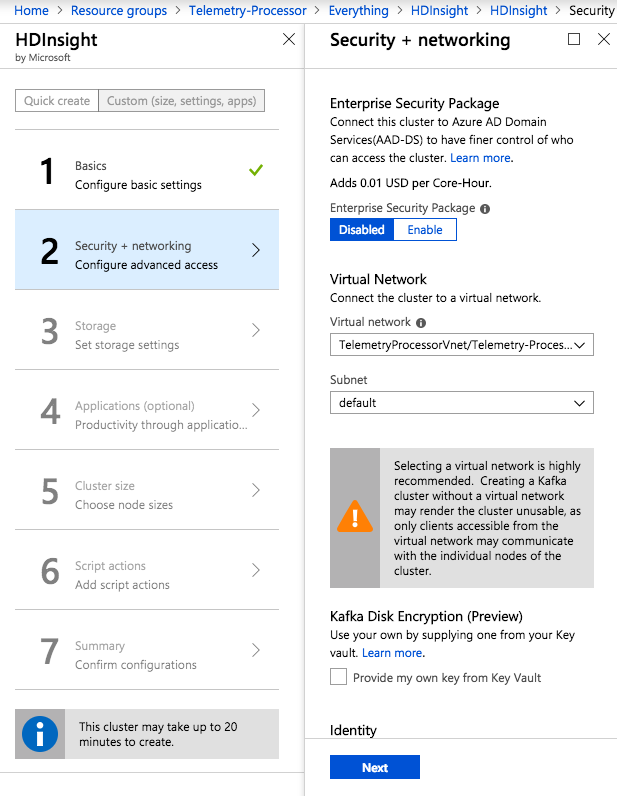 Home > Resource groups > Telemetry-Processor > Everything > HDInsight > HDInsight > Security
HDInsight
by Microsoft
Quick create
Custom (size, settings, apps)
1
Basics
Configure basic settings
2
Security + networking
Configure advanced access
3
Storage
Set storage settings
4
Applications (optional)
Productivity through applicatio...
5
Cluster size
Choose node sizes
6
Script actions
Add script actions
7
Summary
Confirm configurations
This cluster may take up to 20
minutes to create.
Security + networking
Enterprise Security Package
Connect this cluster to Azure AD Domain
Services(AAD-DS) to have finer control of who
can access the cluster. Learn more.
Adds 0.01 USD per Core-Hour.
Enterprise Security Package
Disabled
Enable
Virtual Network
Connect the cluster to a virtual network.
Virtual network
TelemetryProcessorVnet/Telemetry-Proces...
Subnet
default
Selecting a virtual network is highly
recommended. Creating a Kafka
cluster without a virtual network
may render the cluster unusable, as
only clients accessible from the
virtual network may communicate
with the individual nodes of the
cluster.
Kafka Disk Encryption (Preview)
Use your own by supplying one from your Key
vault. Learn more.
Provide my own key from Key Vault
Identity
Next